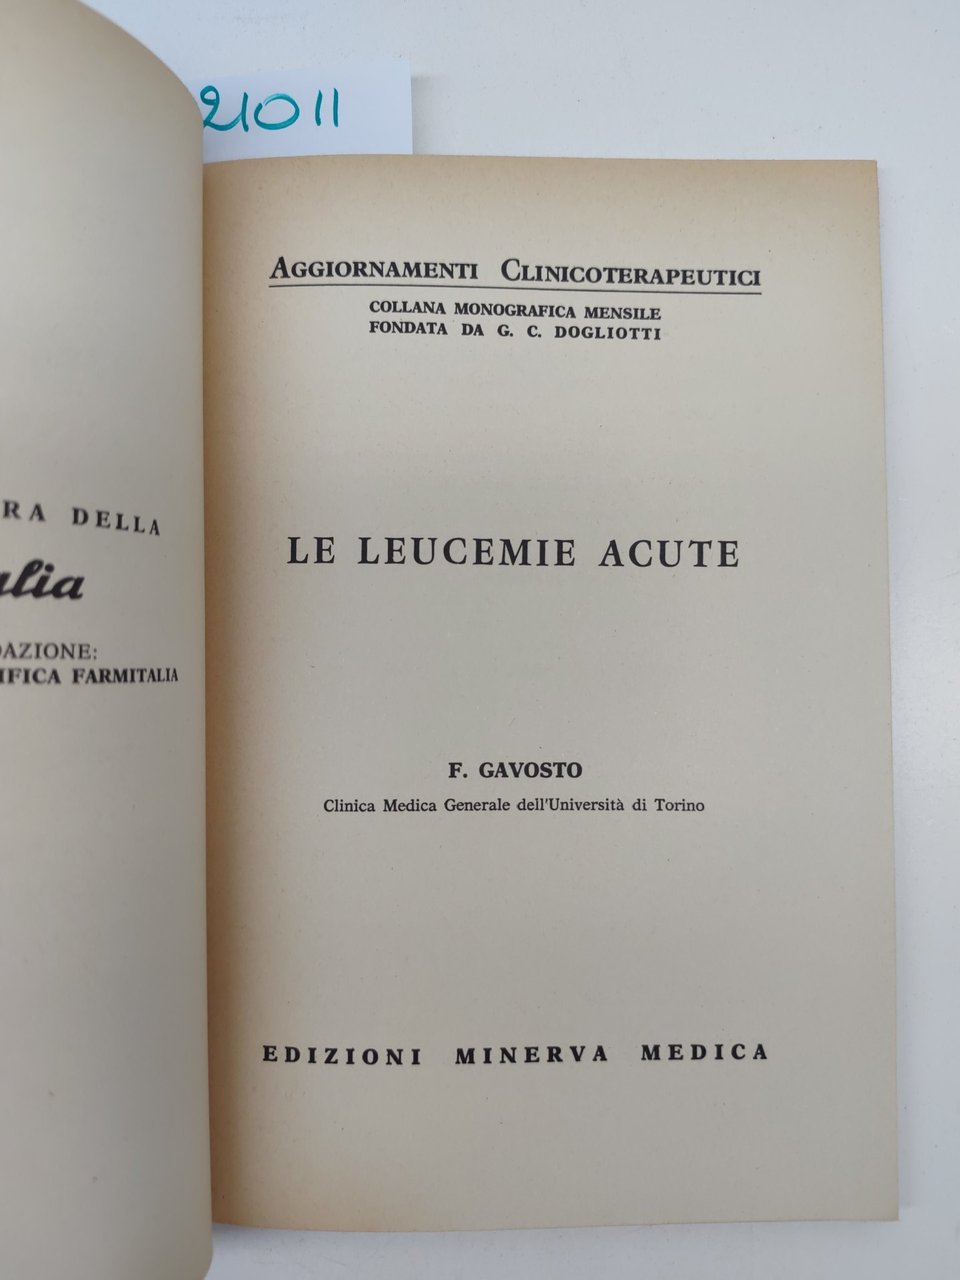 21011
RA DELLA
alia
DAZIONE:
IFICA FARMITALIA
AGGIORNAMENTI CLINICOTERAPEUTICI
COLLANA MONOGRAFICA MENSILE
FONDATA DA G. C. DOGLIOTTI
LE LEUCEMIE ACUTE
F. GAVOSTO
Clinica Medica Generale dell'Università di Torino
EDIZIONI MINERVA MEDICA